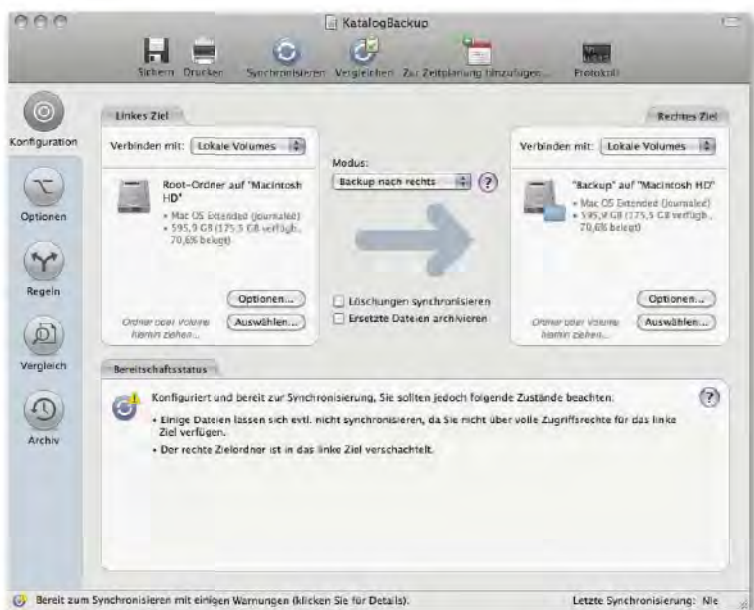 KatalogBackup
Sichern Drucken Synchronisieren Vergleichen Zur Zeitplanung hinzufügen... Protokoll
Konfiguration
Optionen
Regeln
Vergleich
Archiv
Linkes Ziel
Verbinden mit: Lokale Volumes
Root-Ordner auf "Macintosh
HD"
• Mac OS Extended (Journaled)
• 595,9 GB (175,5 GB verfügb.,
70,6% belegt)
Optionen...
Ordner oder Volume
hierhin ziehen...
Auswählen...
Modus:
Backup nach rechts
?
Löschungen synchronisieren
Ersetzte Dateien archivieren
Rechtes Ziel
Verbinden mit: Lokale Volumes
"Backup" auf "Macintosh HD"
• Mac OS Extended (Journaled)
• 595,9 GB (175,5 GB verfügb.,
70,6% belegt)
Optionen...
Ordner oder Volume
hierhin ziehen...
Auswählen...
Bereitschaftsstatus
Konfiguriert und bereit zur Synchronisierung, Sie sollten jedoch folgende Zustände beachten:
?
• Einige Dateien lassen sich evtl. nicht synchronisieren, da Sie nicht über volle Zugriffsrechte für das linke
Ziel verfügen.
• Der rechte Zielordner ist in das linke Ziel verschachtelt.
Bereit zum Synchronisieren mit einigen Warnungen (klicken Sie für Details).
Letzte Synchronisierung: Nie